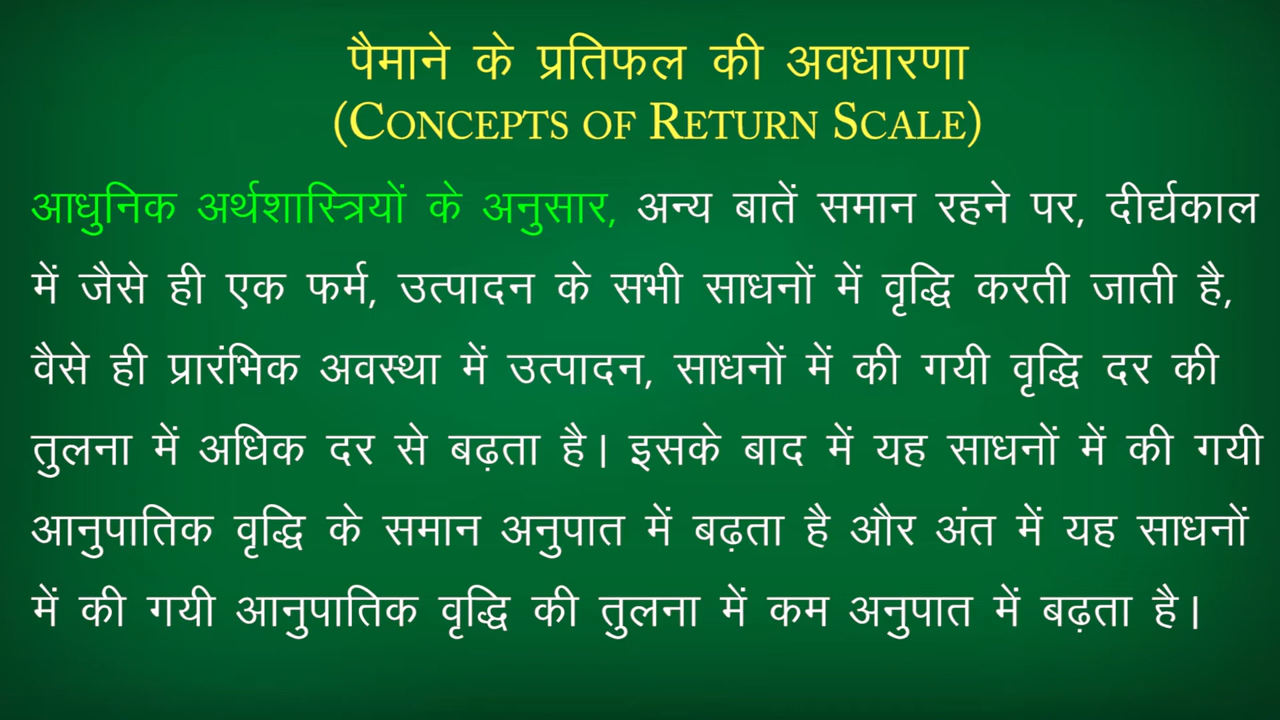 पैमाने के प्रतिफल की अवधारणा
(CONCEPTS OF RETURN SCALE)
आधुनिक अर्थशास्त्रियों के अनुसार, अन्य बातें समान रहने पर, दीर्द्यकाल
में जैसे ही एक फर्म, उत्पादन के सभी साधनों में वृद्धि करती जाती है,
वैसे ही प्रारंभिक अवस्था में उत्पादन, साधनों में की गयी वृद्धि दर की
तुलना में अधिक दर से बढ़ता है। इसके बाद में यह साधनों में की गयी
आनुपातिक वृद्धि के समान अनुपात में बढ़ता है और अंत में यह साधनों
में की गयी आनुपातिक वृद्धि की तुलना में कम अनुपात में बढ़ता है।